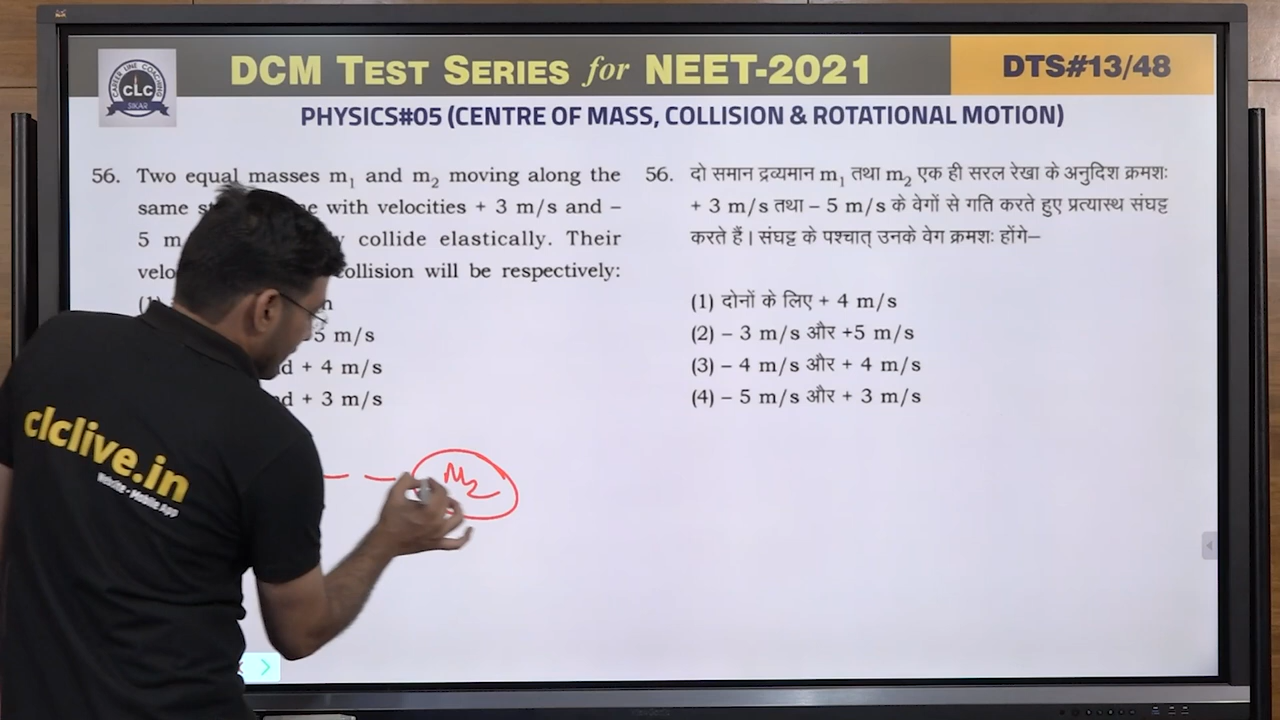 DCM TEST SERIES for NEET-2021
DTS#13/48
CAREER LINE COACHING
CLC
SIKAR
PHYSICS#05 (CENTRE OF MASS, COLLISION & ROTATIONAL MOTION)
56. Two equal masses m₁ and m₂ moving along the
same with velocities + 3 m/s and –
5 m collide elastically. Their
velo collision will be respectively:
(1)
5 m/s
d + 4 m/s
d + 3 m/s
56. दो समान द्रव्यमान m₁ तथा m₂ एक ही सरल रेखा के अनुदिश क्रमशः
+ 3 m/s तथा – 5 m/s के वेगों से गति करते हुए प्रत्यास्थ संघट्ट
करते हैं। संघट्ट के पश्चात् उनके वेग क्रमशः होंगे–
(1) दोनों के लिए + 4 m/s
(2) – 3 m/s और +5 m/s
(3) – 4 m/s और + 4 m/s
(4) – 5 m/s और + 3 m/s
M₂
clclive.in
Website - Mobile App